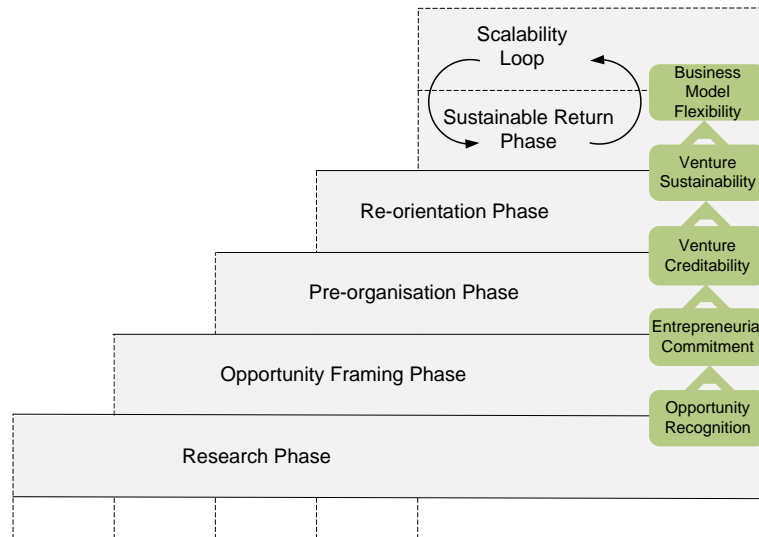 Scalability
Loop
Business
Model
Flexibility
Sustainable Return
Phase
Venture
Sustainability
Re-orientation Phase
Venture
Creditability
Pre-organisation Phase
Entrepreneuria
Commitment
Opportunity Framing Phase
Opportunity
Recognition
Research Phase